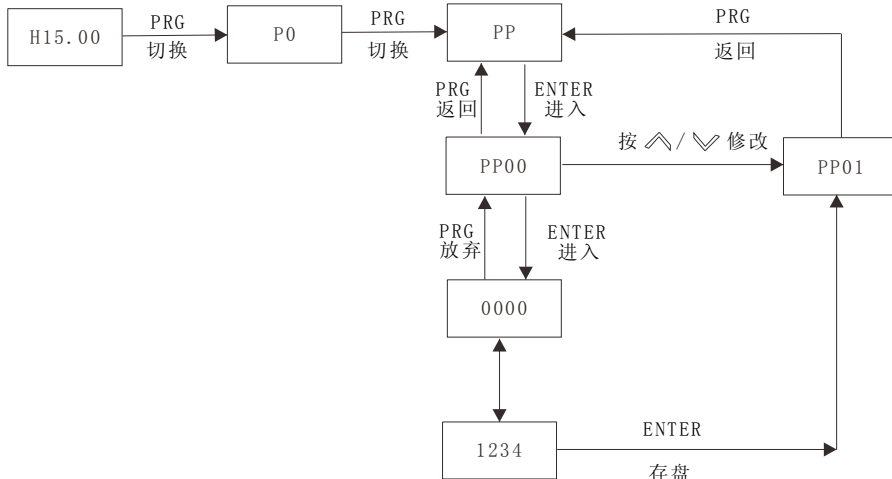 PRG
PRG
PRG
H15.00
P0
PP
切换
切换
返回
PRG
返回
ENTER
进入
按 / 修改
PP00
PP01
PRG
放弃
ENTER
进入
0000
1234
ENTER
存盘